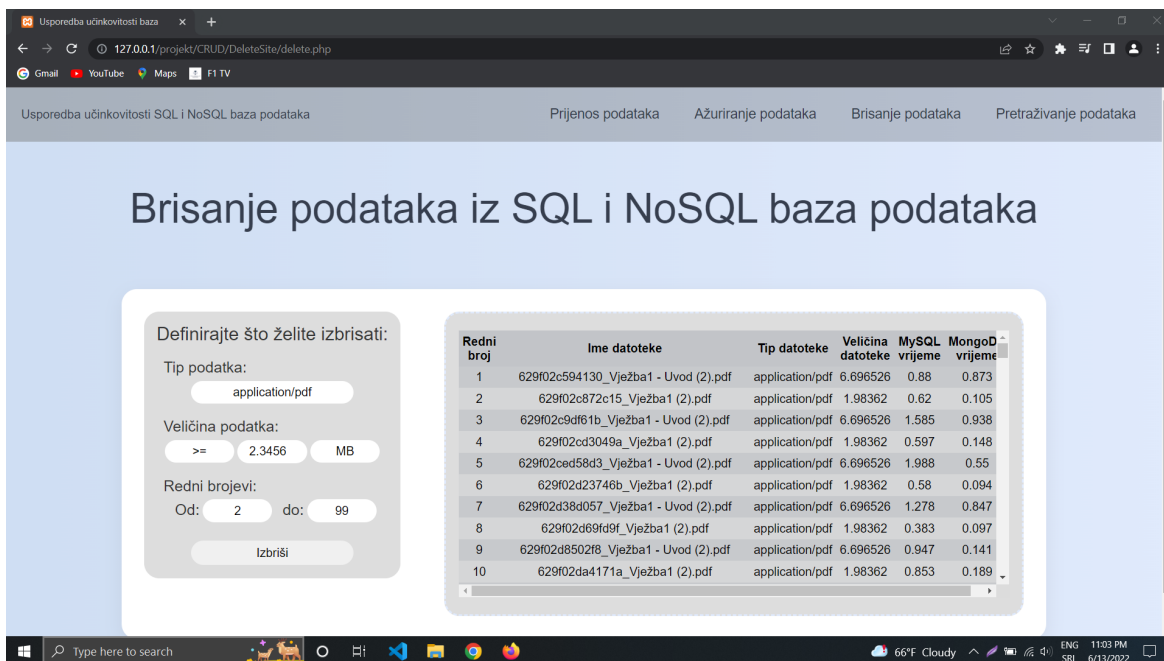 Usporedba učinkovitosti baza
127.0.0.1/projekt/CRUD/DeleteSite/delete.php
Gmail YouTube Maps F1 TV
Usporedba učinkovitosti SQL i NoSQL baza podataka Prijenos podataka Ažuriranje podataka Brisanje podataka Pretraživanje podataka
Brisanje podataka iz SQL i NoSQL baza podataka
Definirajte što želite izbrisati:
Tip podatka:
application/pdf
Veličina podatka:
>= 2.3456 MB
Redni brojevi:
Od: 2 do: 99
Izbriši
Redni broj Ime datoteke Tip datoteke Veličina datoteke MySQL vrijeme MongoD vrijeme
1 629f02c594130_Vježba1 - Uvod (2).pdf application/pdf 6.696526 0.88 0.873
2 629f02c872c15_Vježba1 (2).pdf application/pdf 1.98362 0.62 0.105
3 629f02c9df61b_Vježba1 - Uvod (2).pdf application/pdf 6.696526 1.585 0.938
4 629f02cd3049a_Vježba1 (2).pdf application/pdf 1.98362 0.597 0.148
5 629f02ced58d3_Vježba1 - Uvod (2).pdf application/pdf 6.696526 1.988 0.55
6 629f02d23746b_Vježba1 (2).pdf application/pdf 1.98362 0.58 0.094
7 629f02d38d057_Vježba1 - Uvod (2).pdf application/pdf 6.696526 1.278 0.847
8 629f02d69fd9f_Vježba1 (2).pdf application/pdf 1.98362 0.383 0.097
9 629f02d8502f8_Vježba1 - Uvod (2).pdf application/pdf 6.696526 0.947 0.141
10 629f02da4171a_Vježba1 (2).pdf application/pdf 1.98362 0.853 0.189
Type here to search 66°F Cloudy ENG 11:03 PM
SRL 6/13/2022